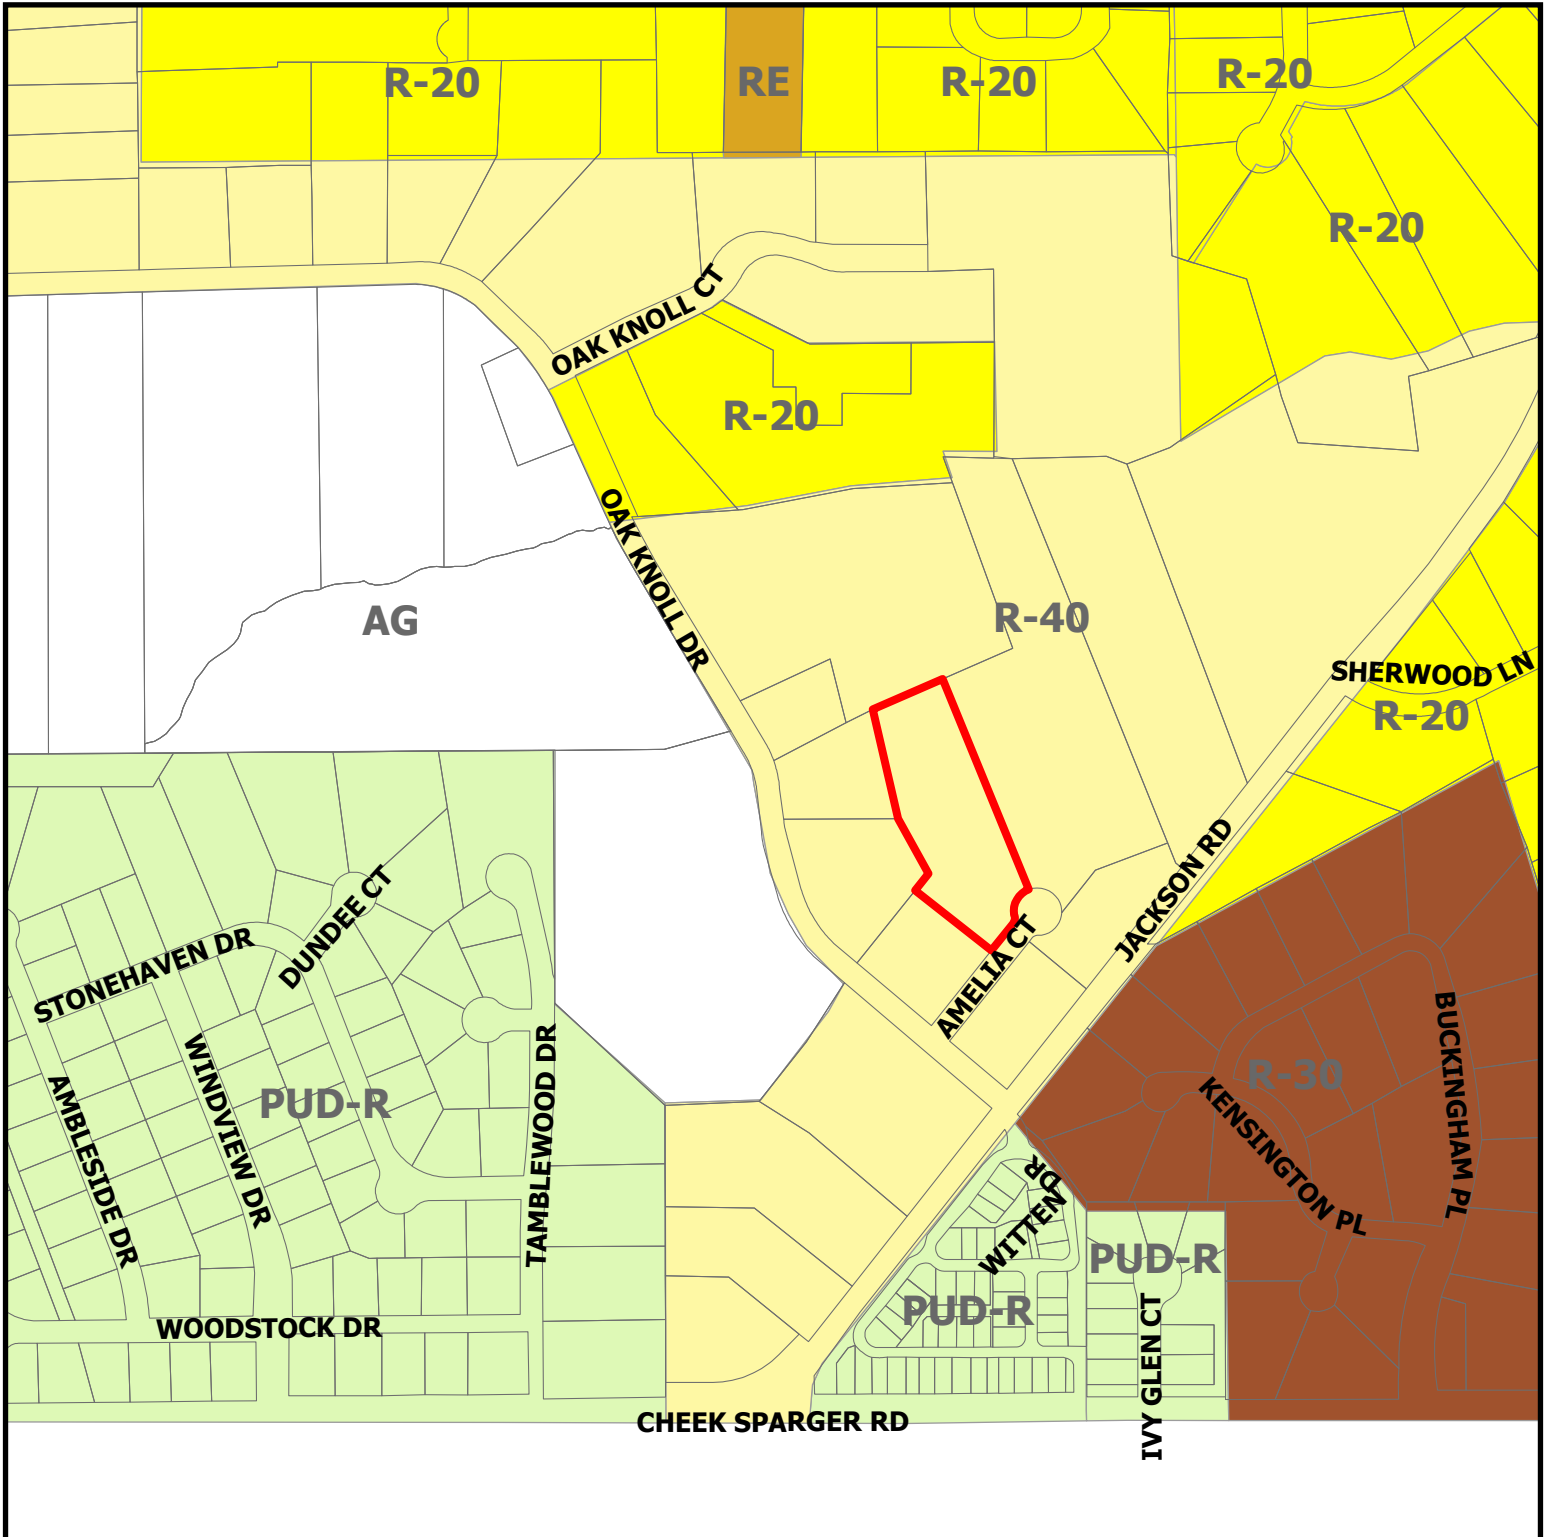 R-20
RE
R-20
R-20
R-20
OAK KNOLL CT
R-20
OAK KNOLL DR
AG
R-40
SHERWOOD LN
R-20
JACKSON RD
DUNDEE CT
STONEHAVEN DR
AMELIA CT
BUCKINGHAM PL
WINDVIEW DR
TAMBLEWOOD DR
R-30
AMBLESIDE DR
PUD-R
KENSINGTON PL
WITTEN DR
PUD-R
PUD-R
WOODSTOCK DR
IVY GLEN CT
CHEEK SPARGER RD